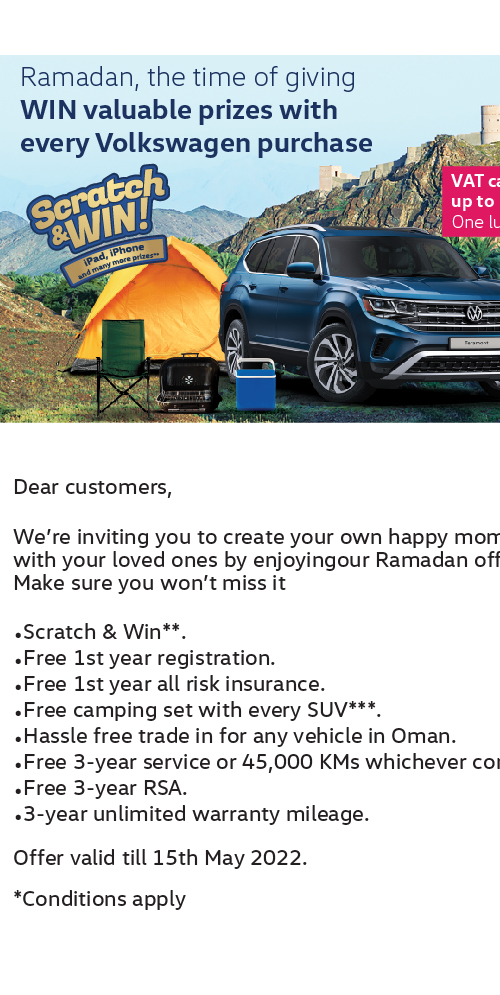 Ramadan, the time of giving
WIN valuable prizes with
every Volkswagen purchase
Scratch
&WIN!
iPad, iPhone
and many more prizes**
VAT ca
up to
One lu
Paramont
Dear customers,
We’re inviting you to create your own happy mom
with your loved ones by enjoyingour Ramadan off
Make sure you won’t miss it
•Scratch & Win**.
•Free 1st year registration.
•Free 1st year all risk insurance.
•Free camping set with every SUV***.
•Hassle free trade in for any vehicle in Oman.
•Free 3-year service or 45,000 KMs whichever co
•Free 3-year RSA.
•3-year unlimited warranty mileage.
Offer valid till 15th May 2022.
*Conditions apply